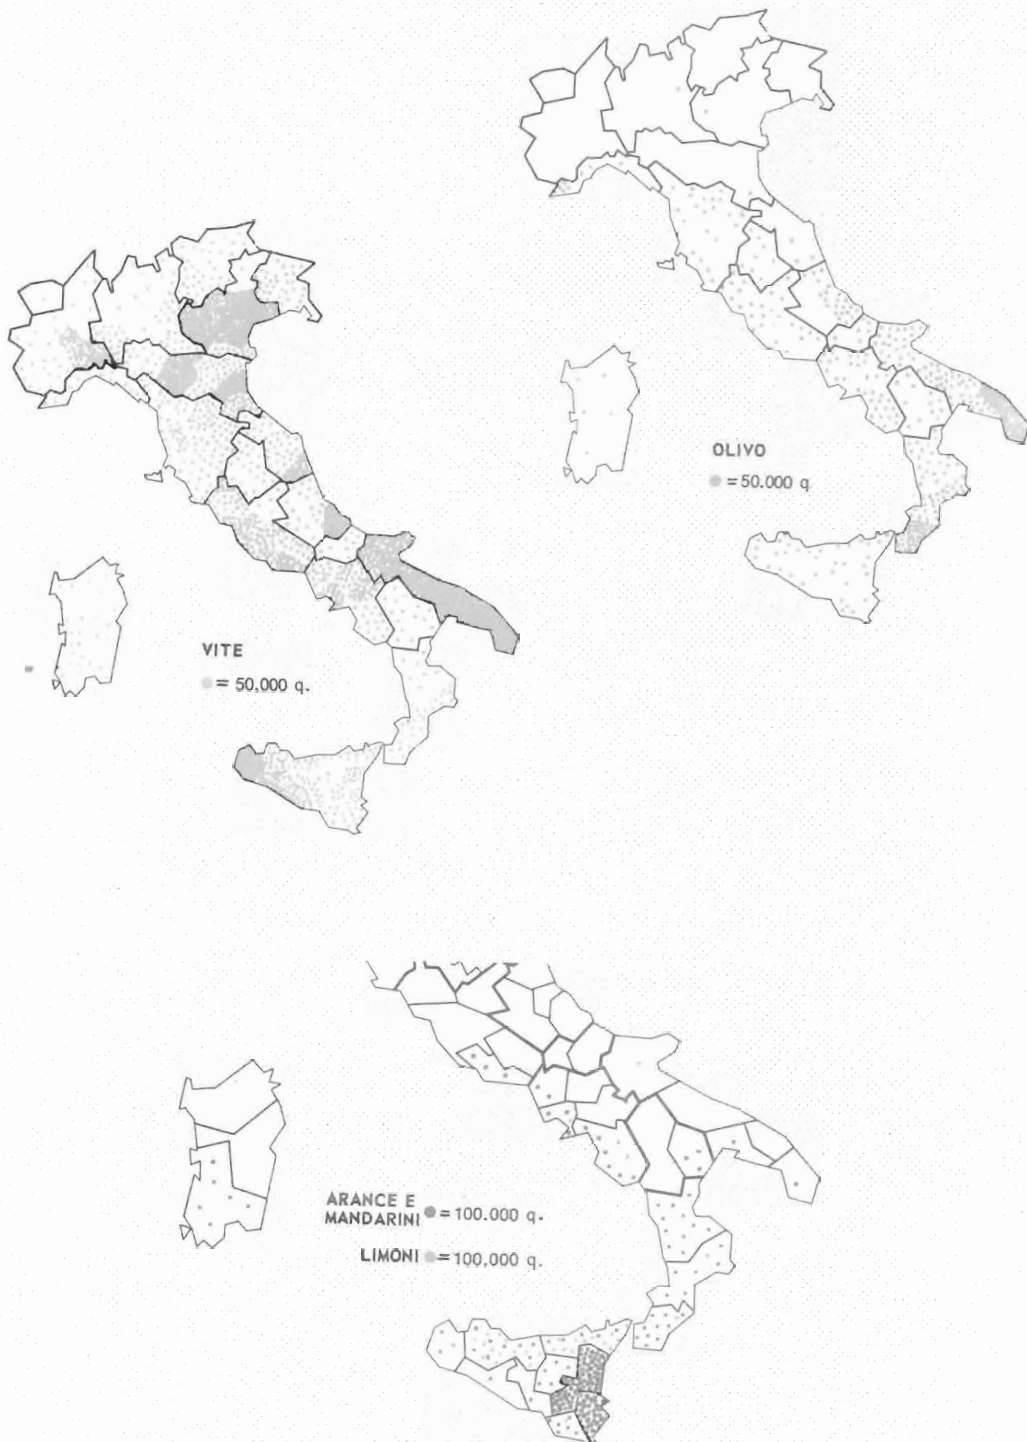 OLIVO
= 50.000 q
VITE
= 50,000 q.
ARANCE E
MANDARINI = 100.000 q.
LIMONI = 100,000 q.